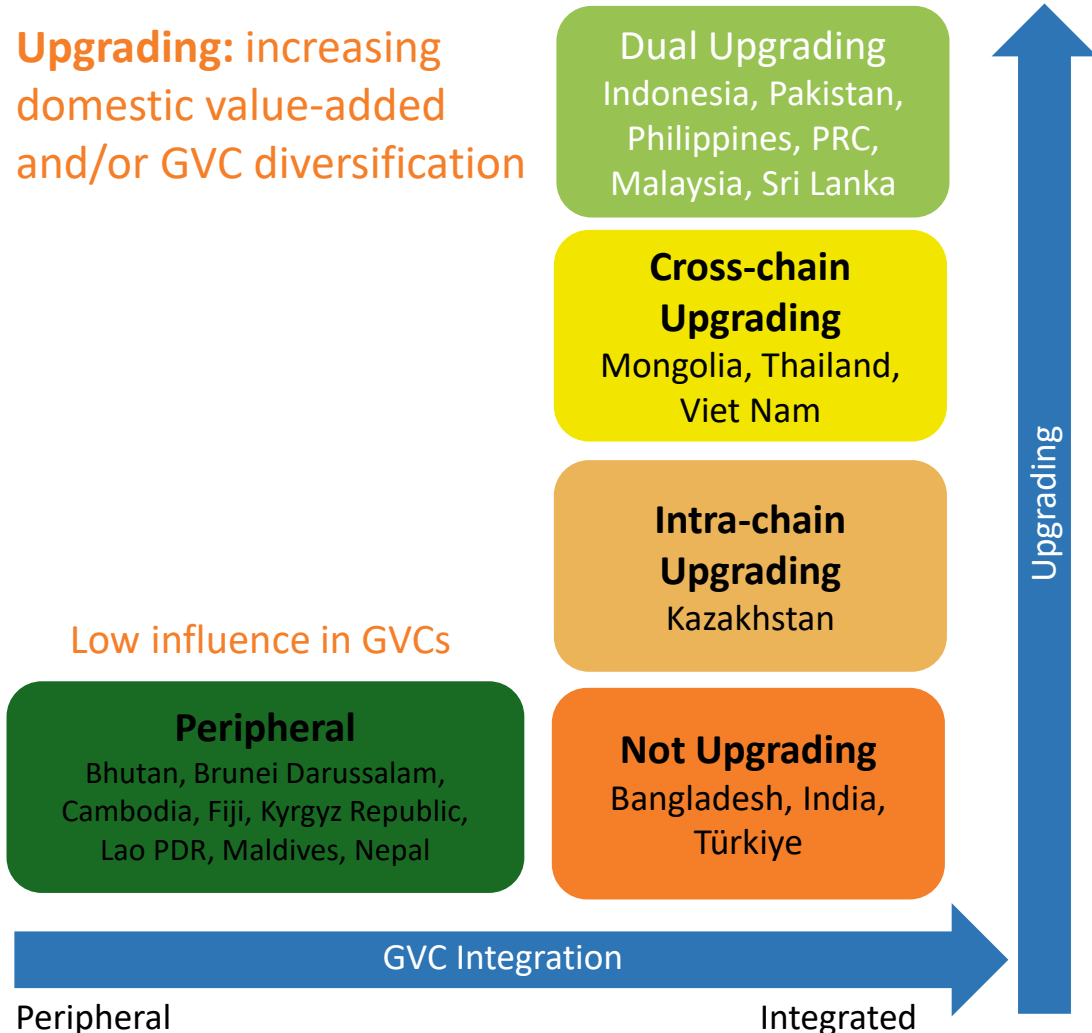 Upgrading: increasing
domestic value-added
and/or GVC diversification
Dual Upgrading
Indonesia, Pakistan,
Philippines, PRC,
Malaysia, Sri Lanka
Cross-chain
Upgrading
Mongolia, Thailand,
Viet Nam
Intra-chain
Upgrading
Kazakhstan
Upgrading
Low influence in GVCs
Peripheral
Bhutan, Brunei Darussalam,
Cambodia, Fiji, Kyrgyz Republic,
Lao PDR, Maldives, Nepal
Not Upgrading
Bangladesh, India,
Türkiye
GVC Integration
Peripheral
Integrated